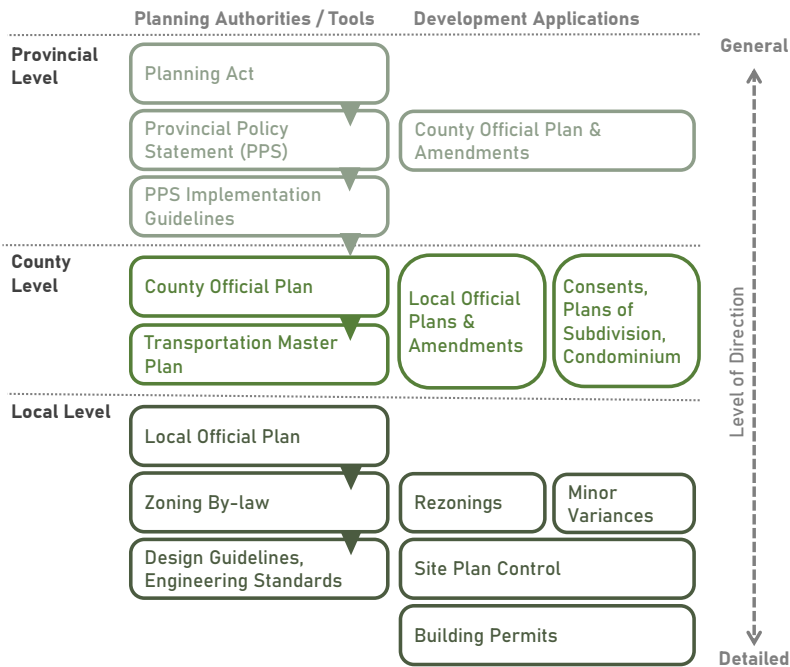 Planning Authorities / Tools
Development Applications
General
Provincial
Level
Planning Act
Provincial Policy
Statement (PPS)
County Official Plan &
Amendments
PPS Implementation
Guidelines
County
Level
County Official Plan
Transportation Master
Plan
Local Official
Plans &
Amendments
Consents,
Plans of
Subdivision,
Condominium
Level of Direction
Local Level
Local Official Plan
Zoning By-law
Rezonings
Minor
Variances
Design Guidelines,
Engineering Standards
Site Plan Control
Building Permits
Detailed